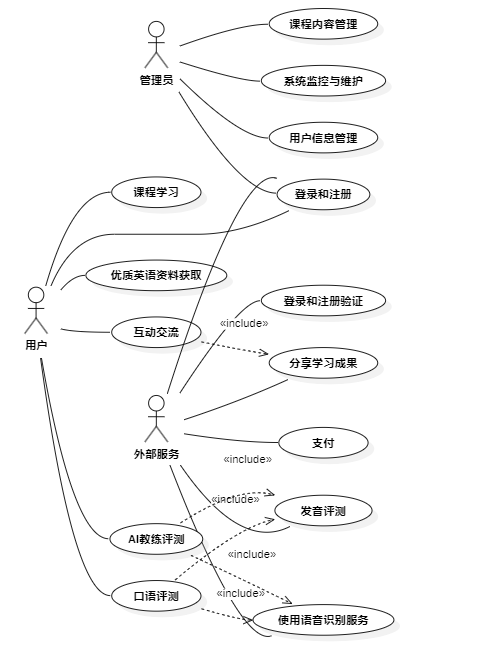 课程内容管理
管理员
系统监控与维护
用户信息管理
课程学习
登录和注册
优质英语资料获取
登录和注册验证
«include»
互动交流
用户
分享学习成果
支付
外部服务
«include»
«include»
发音评测
AI教练评测
«include»
«include»
口语评测
使用语音识别服务